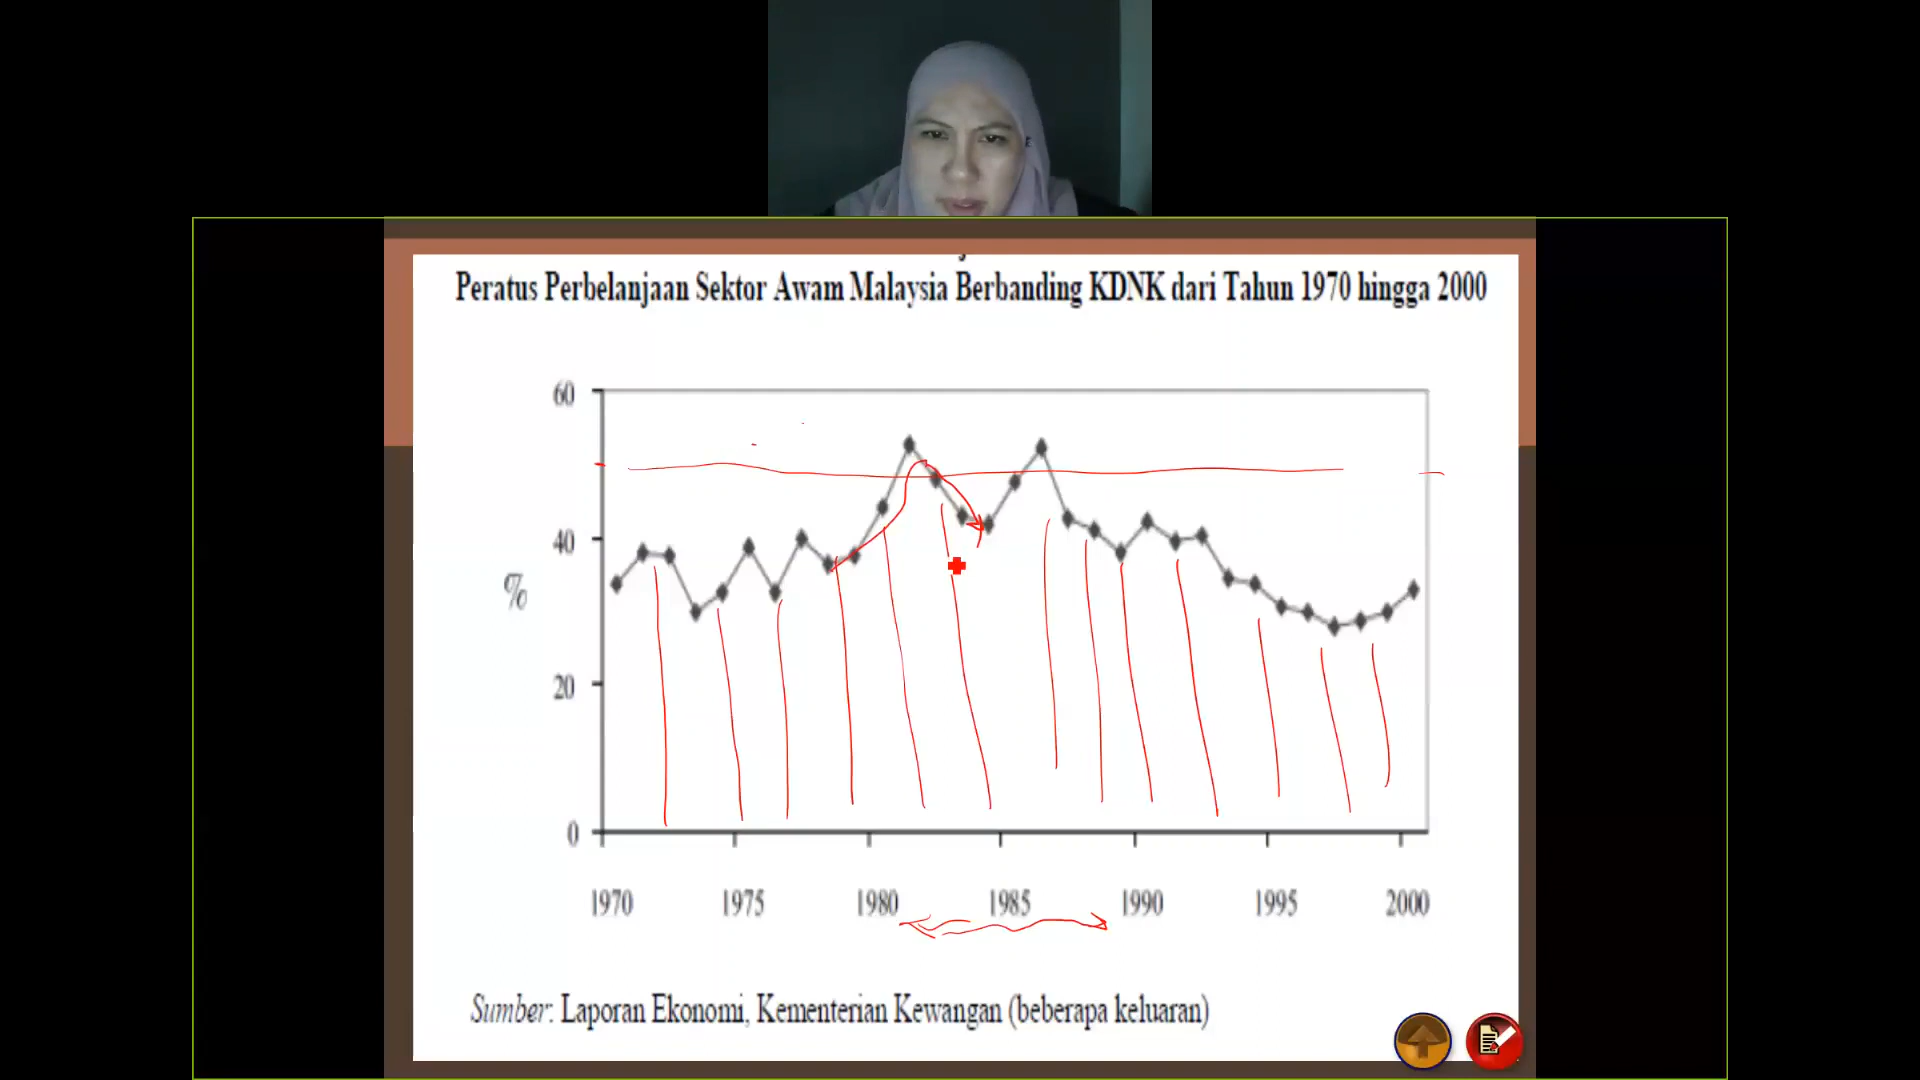 Peratus Perbelanjaan Sektor Awam Malaysia Berbanding KDNK dari Tahun 1970 hingga 2000
60
40
%
20
0
1970 1975 1980 1985 1990 1995 2000
Sumber: Laporan Ekonomi, Kementerian Kewangan (beberapa keluaran)